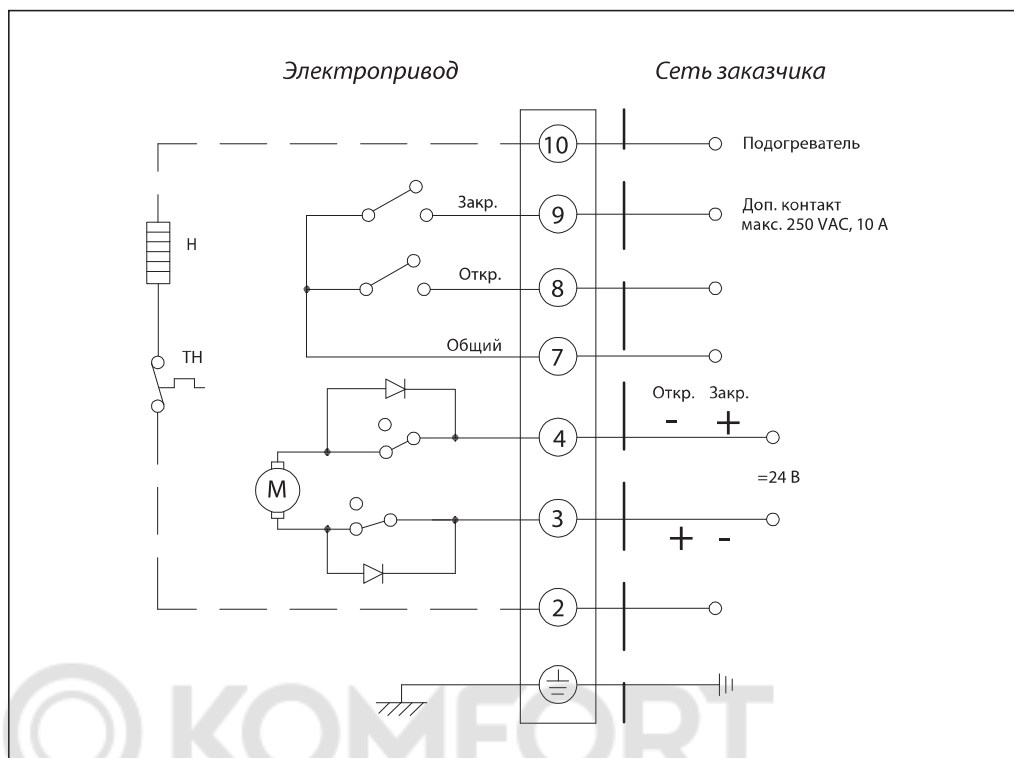 Электропривод
Сеть заказчика
10
Подогреватель
Закр.
9
Доп. контакт
макс. 250 VAC, 10 A
H
Откр.
8
Общий
7
TH
Откр. Закр.
- +
4
M
=24 В
3
+ -
2
KOMFORT